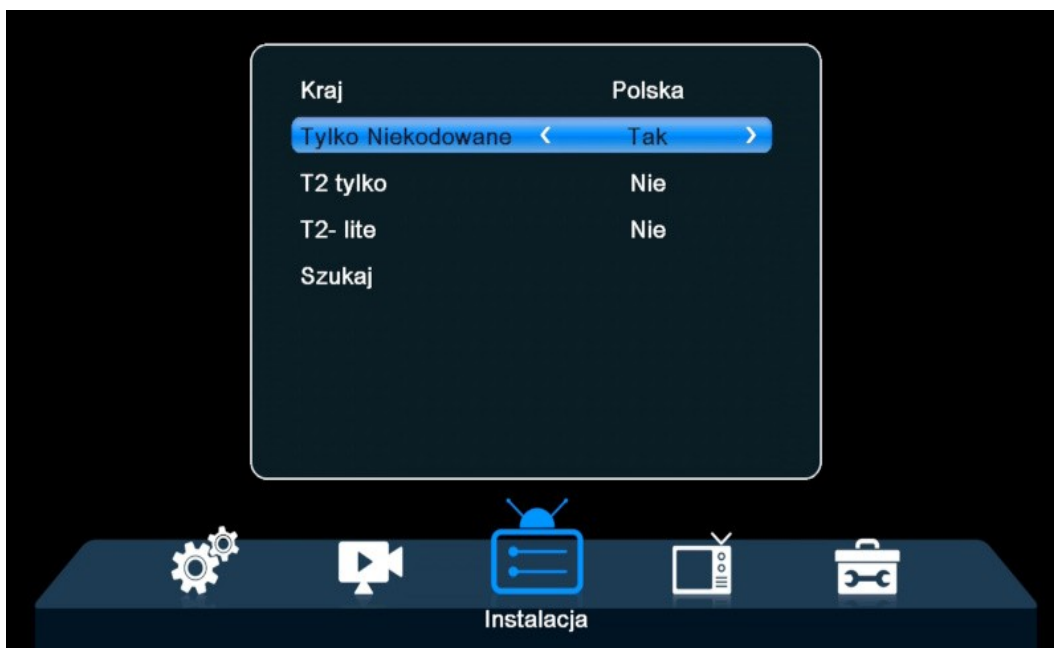 Kraj Polska
Tylko Niekodowane Tak
T2 tylko Nie
T2- lite Nie
Szukaj
Instalacja